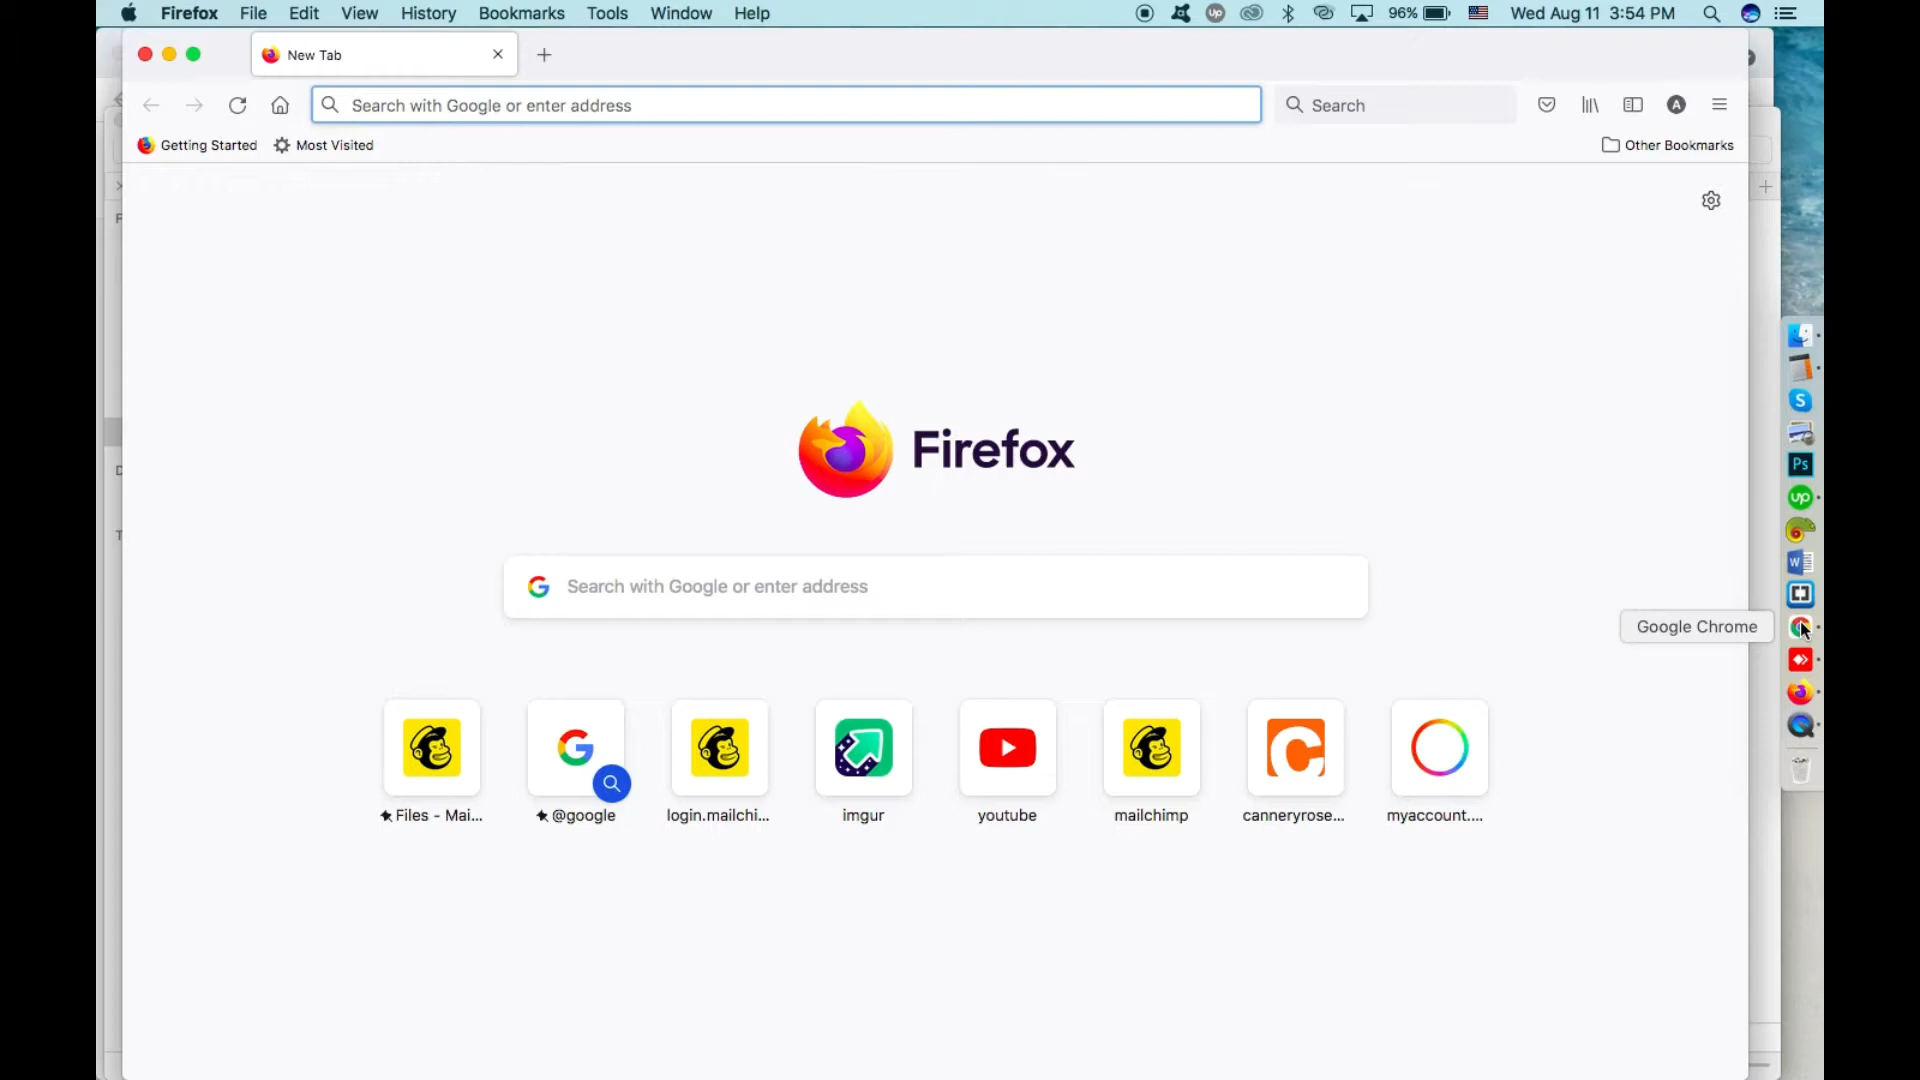 Firefox File Edit View History Bookmarks Tools Window Help 96% Wed Aug 11 3:54 PM
New Tab
Search with Google or enter address
Search
Getting Started
Most Visited
Other Bookmarks
Firefox
Search with Google or enter address
Google Chrome
Files - Mai...
@google
login.mailchi...
imgur
youtube
mailchimp
canneryrose...
myaccount....